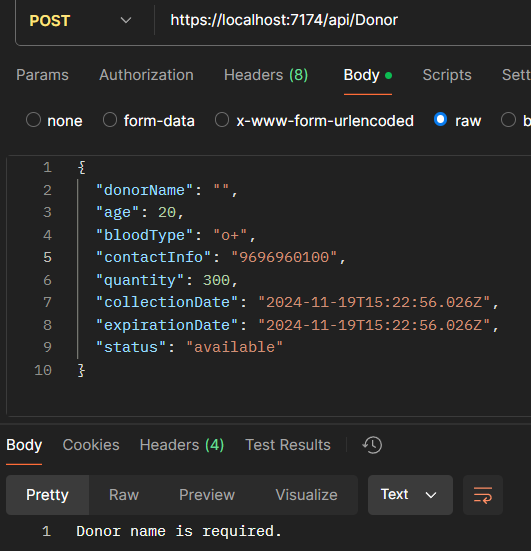 POST https://localhost:7174/api/Donor
Params Authorization Headers (8) Body Scripts Sett
none form-data x-www-form-urlencoded raw b
1 {
2 "donorName": "",
3 "age": 20,
4 "bloodType": "o+",
5 "contactInfo": "9696960100",
6 "quantity": 300,
7 "collectionDate": "2024-11-19T15:22:56.026Z",
8 "expirationDate": "2024-11-19T15:22:56.026Z",
9 "status": "available"
10 }
Body Cookies Headers (4) Test Results
Pretty Raw Preview Visualize Text
1 Donor name is required.